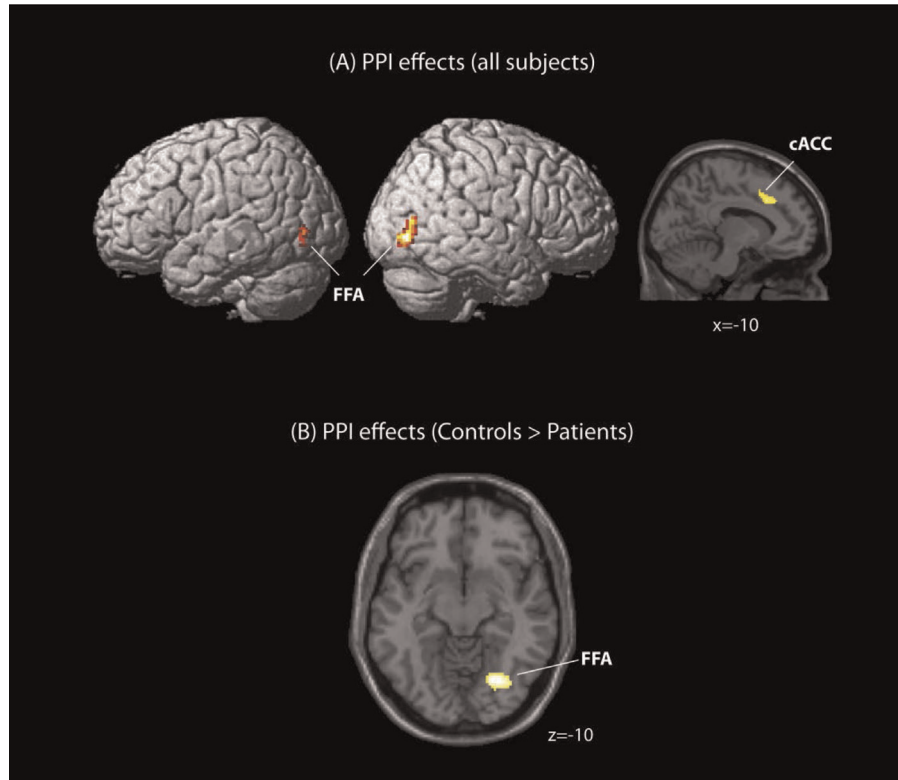 (A) PPI effects (all subjects)
cACC
FFA
x=-10
(B) PPI effects (Controls > Patients)
FFA
z=-10